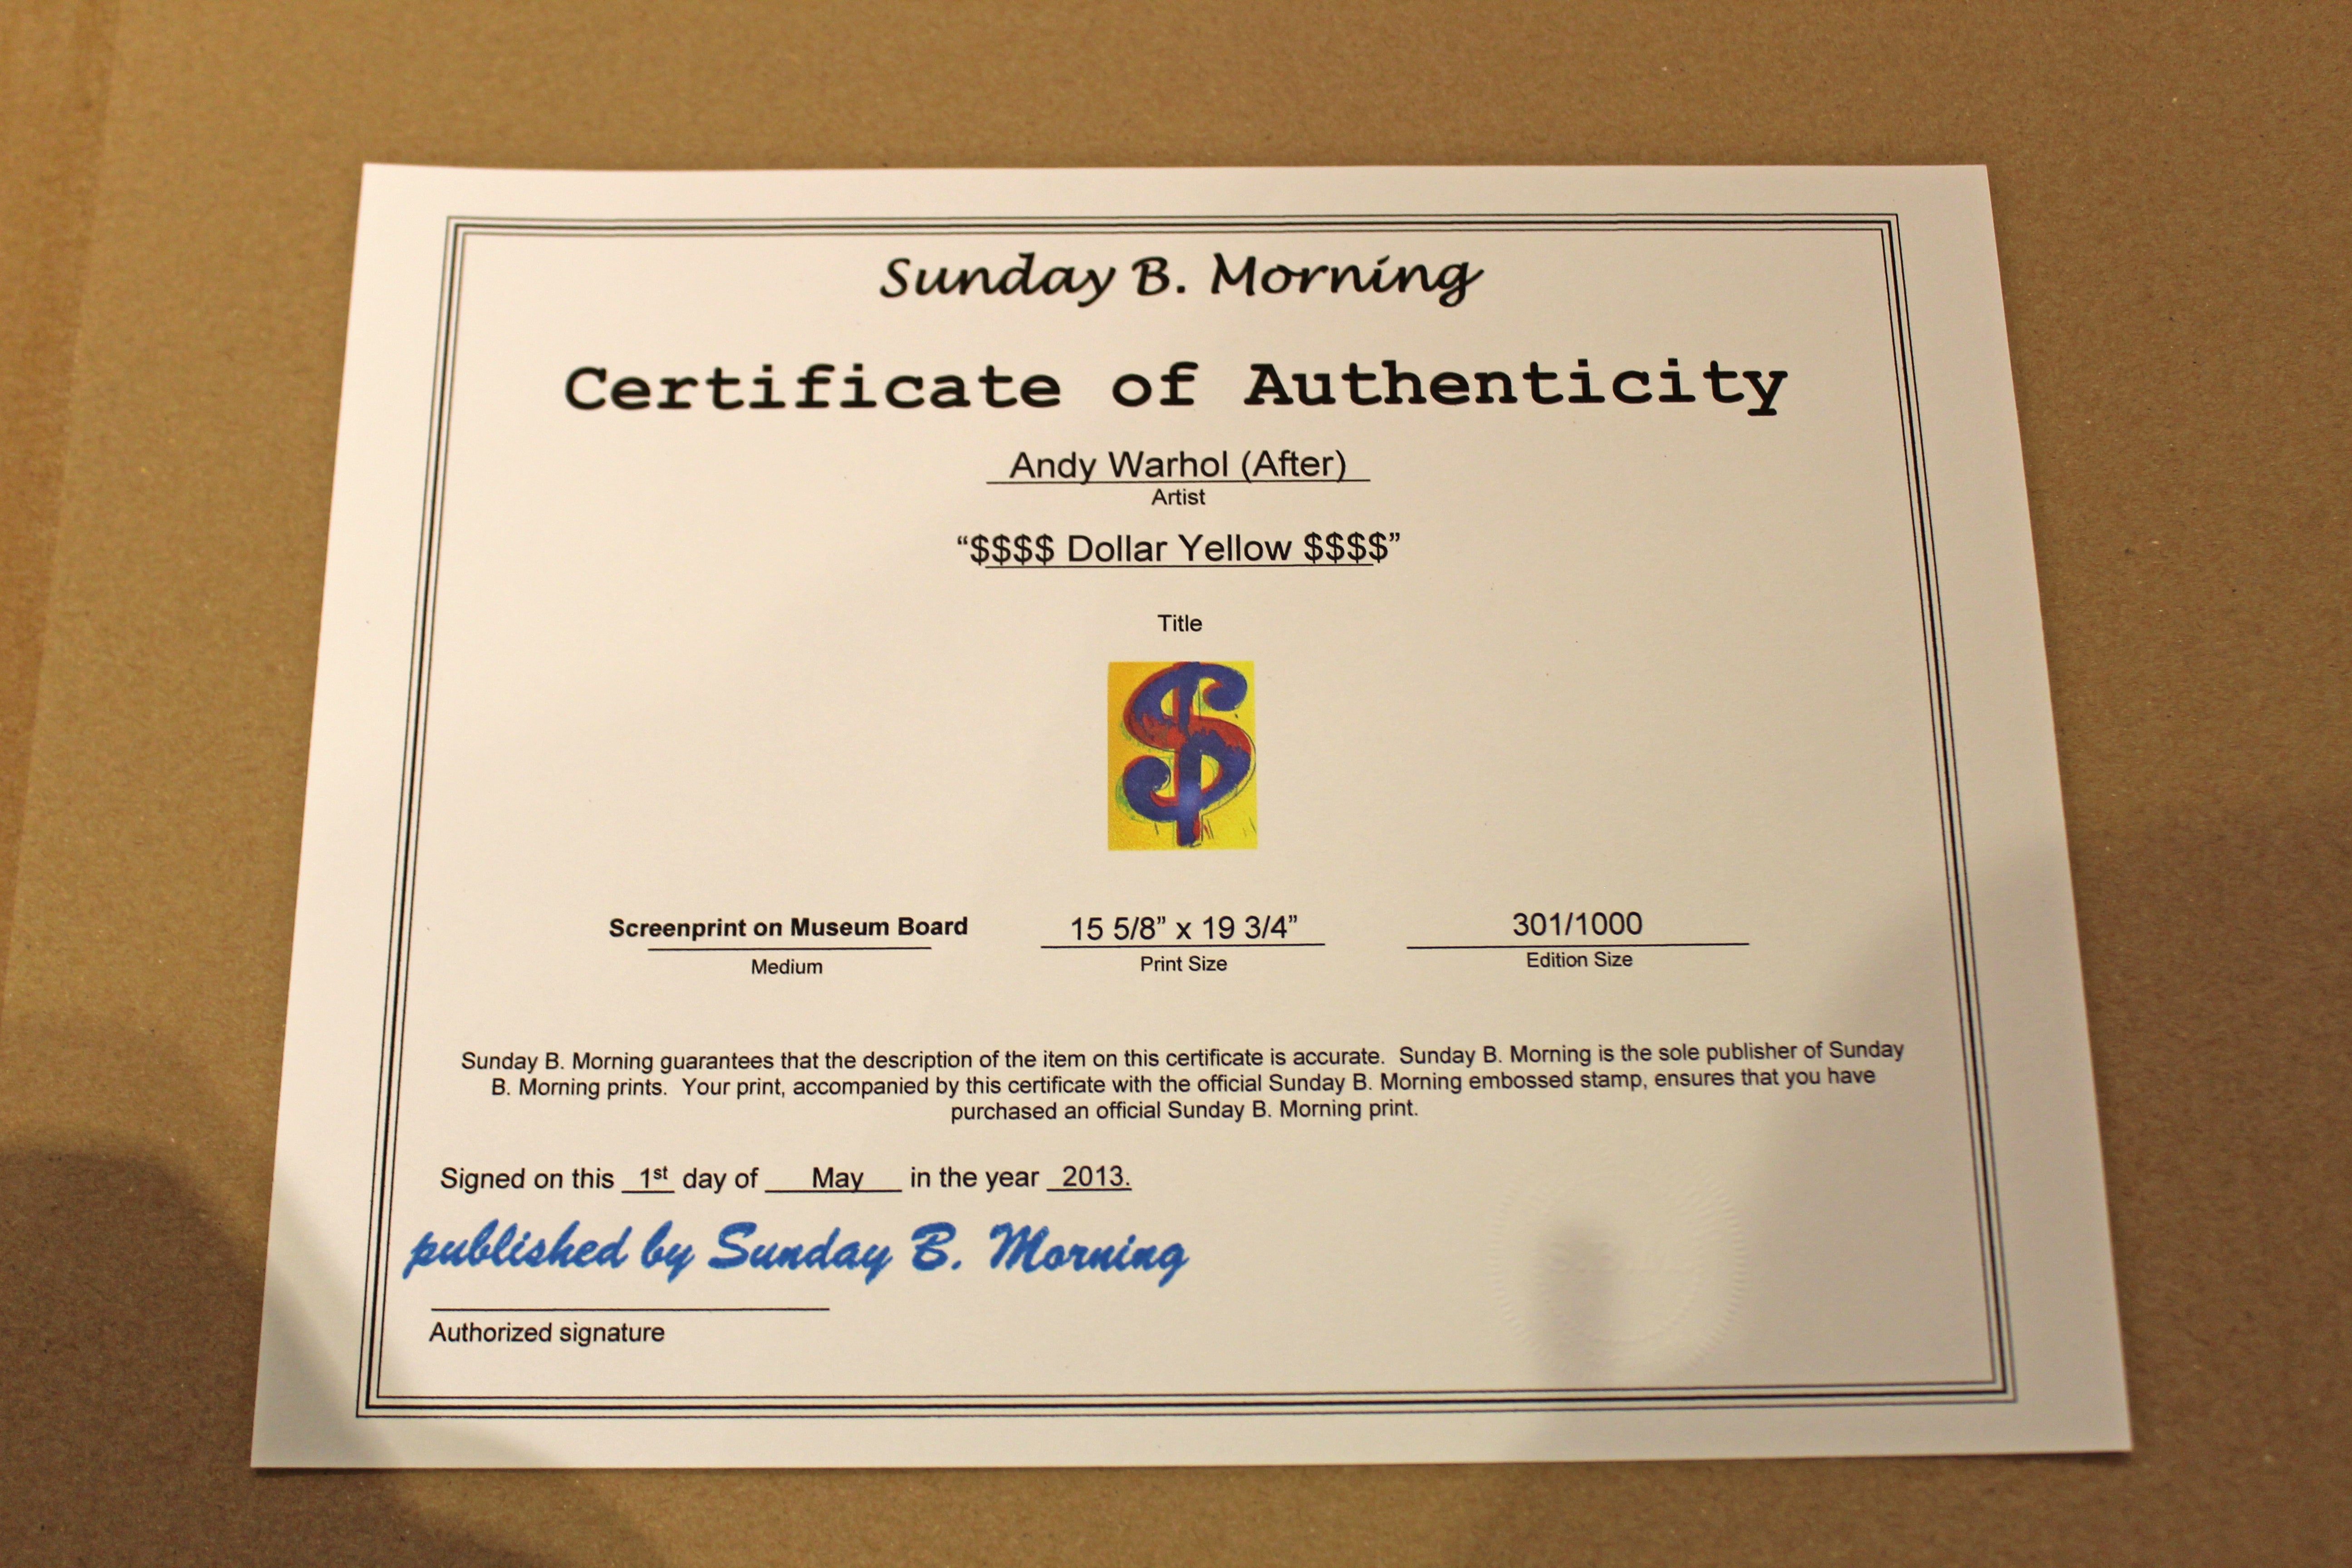 Sunday B. Morning
Certificate of Authenticity
Andy Warhol (After)
Artist
“$$$$ Dollar Yellow $$$$”
Title
Screenprint on Museum Board 15 5/8” x 19 3/4” 301/1000
Medium Print Size Edition Size
Sunday B. Morning guarantees that the description of the item on this certificate is accurate. Sunday B. Morning is the sole publisher of Sunday
B. Morning prints. Your print, accompanied by this certificate with the official Sunday B. Morning embossed stamp, ensures that you have
purchased an official Sunday B. Morning print.
Signed on this 1st day of May in the year 2013.
published by Sunday B. Morning
Authorized signature